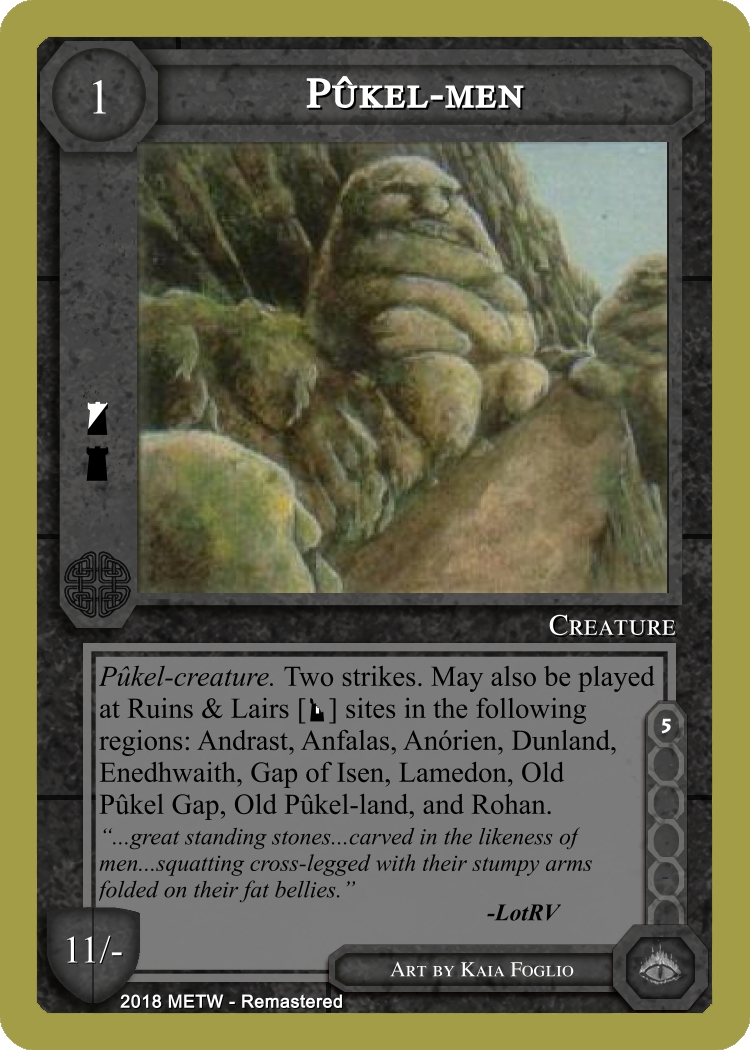 1
PÛKEL-MEN
CREATURE
Pûkel-creature. Two strikes. May also be played
at Ruins & Lairs [ ] sites in the following
regions: Andrast, Anfalas, Anórien, Dunland,
Enedhwaith, Gap of Isen, Lamedon, Old
Pûkel Gap, Old Pûkel-land, and Rohan.
5
“...great standing stones...carved in the likeness of
men...squatting cross-legged with their stumpy arms
folded on their fat bellies.”
-LotRV
11/-
ART BY KAIA FOGLIO
2018 METW - Remastered